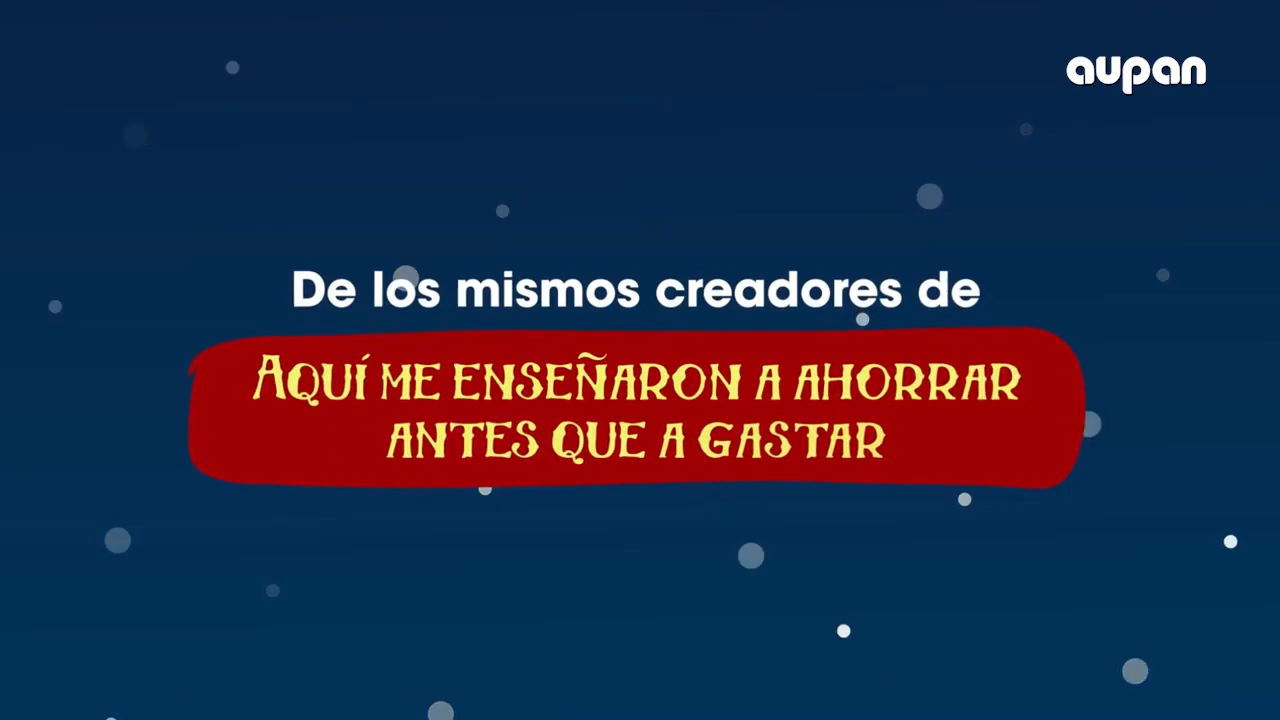 aupan
De los mismos creadores de
AQUÍ ME ENSEÑARON A AHORRAR
ANTES QUE A GASTAR